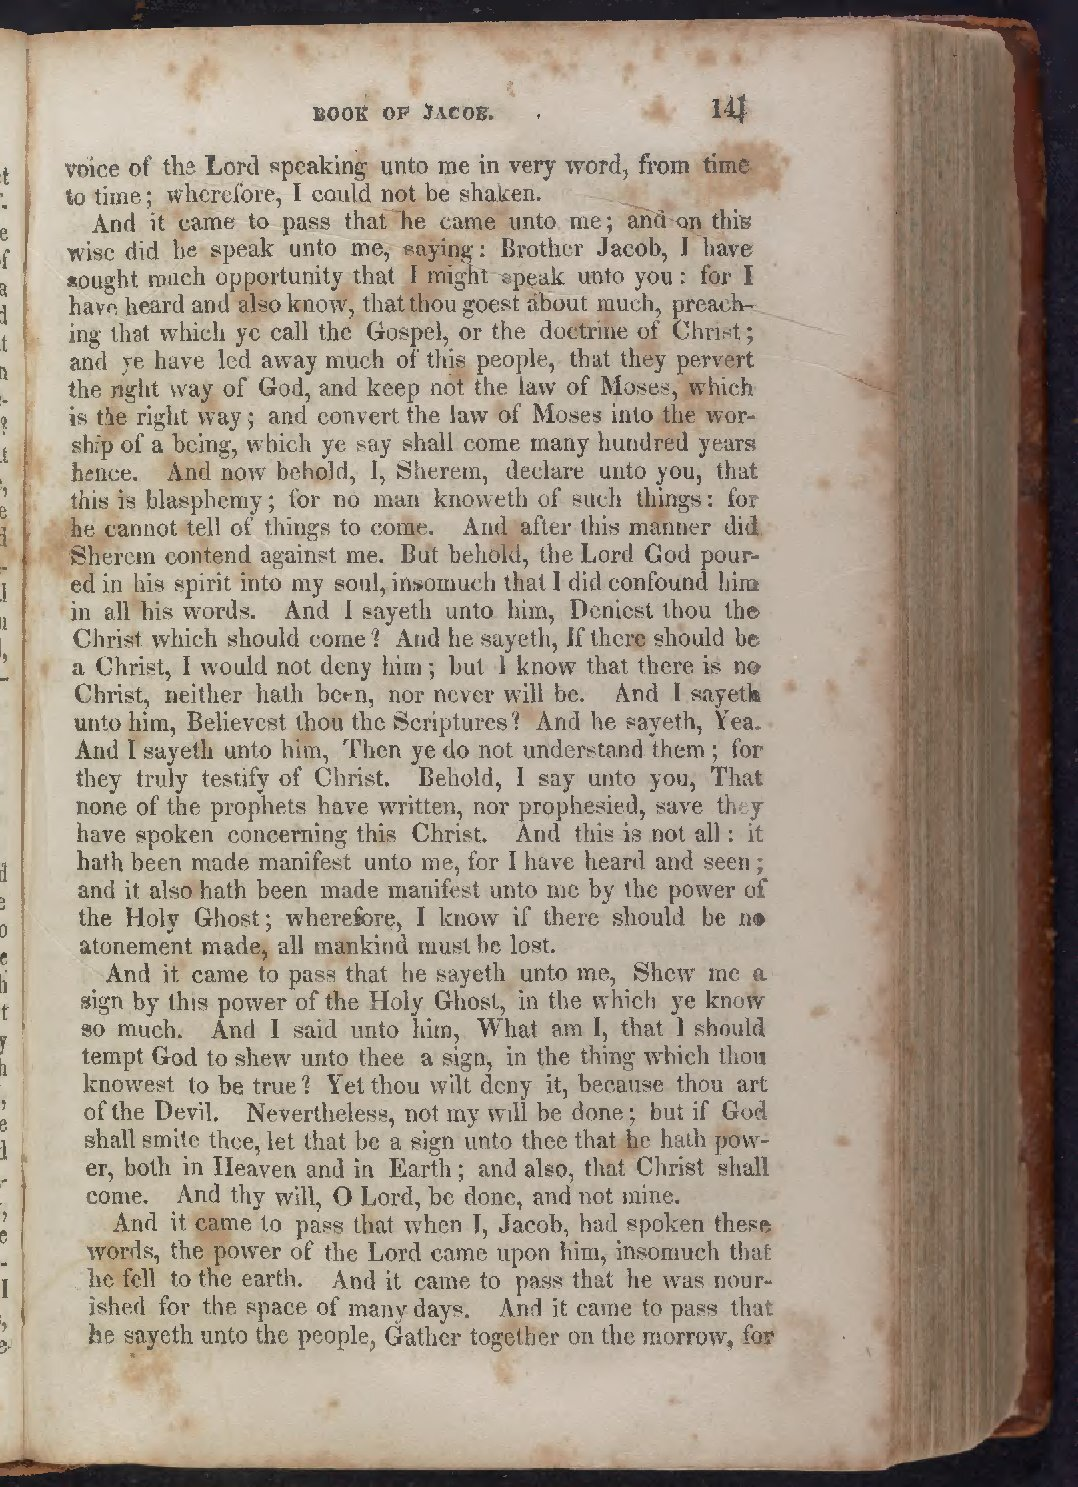 BOOK OF JACOB. 141
voice of the Lord speaking unto me in very word, from time
to time; wherefore, I could not be shaken.
And it came to pass that he came unto me; and on this
wise did he speak unto me, saying: Brother Jacob, I have
sought much opportunity that I might speak unto you: for I
have heard and also know, that thou goest about much, preach-
ing that which ye call the Gospel, or the doctrine of Christ;
and ye have led away much of this people, that they pervert
the right way of God, and keep not the law of Moses, which
is the right way; and convert the law of Moses into the wor-
ship of a being, which ye say shall come many hundred years
hence. And now behold, I, Sherem, declare unto you, that
this is blasphemy; for no man knoweth of such things: for
he cannot tell of things to come. And after this manner did
Sherem contend against me. But behold, the Lord God pour-
ed in his spirit into my soul, insomuch that I did confound him
in all his words. And I sayeth unto him, Deniest thou the
Christ which should come? And he sayeth, If there should be
a Christ, I would not deny him; but I know that there is no
Christ, neither hath been, nor never will be. And I sayeth
unto him, Believest thou the Scriptures? And he sayeth, Yea.
And I sayeth unto him, Then ye do not understand them; for
they truly testify of Christ. Behold, I say unto you, That
none of the prophets have written, nor prophesied, save they
have spoken concerning this Christ. And this is not all: it
hath been made manifest unto me, for I have heard and seen;
and it also hath been made manifest unto me by the power of
the Holy Ghost; wherefore, I know if there should be no
atonement made, all mankind must be lost.
And it came to pass that he sayeth unto me, Shew me a
sign by this power of the Holy Ghost, in the which ye know
so much. And I said unto him, What am I, that I should
tempt God to shew unto thee a sign, in the thing which thou
knowest to be true? Yet thou wilt deny it, because thou art
of the Devil. Nevertheless, not my will be done; but if God
shall smite thee, let that be a sign unto thee that he hath pow-
er, both in Heaven and in Earth; and also, that Christ shall
come. And thy will, O Lord, be done, and not mine.
And it came to pass that when I, Jacob, had spoken these
words, the power of the Lord came upon him, insomuch that
he fell to the earth. And it came to pass that he was nour-
ished for the space of many days. And it came to pass that
he sayeth unto the people, Gather together on the morrow, for